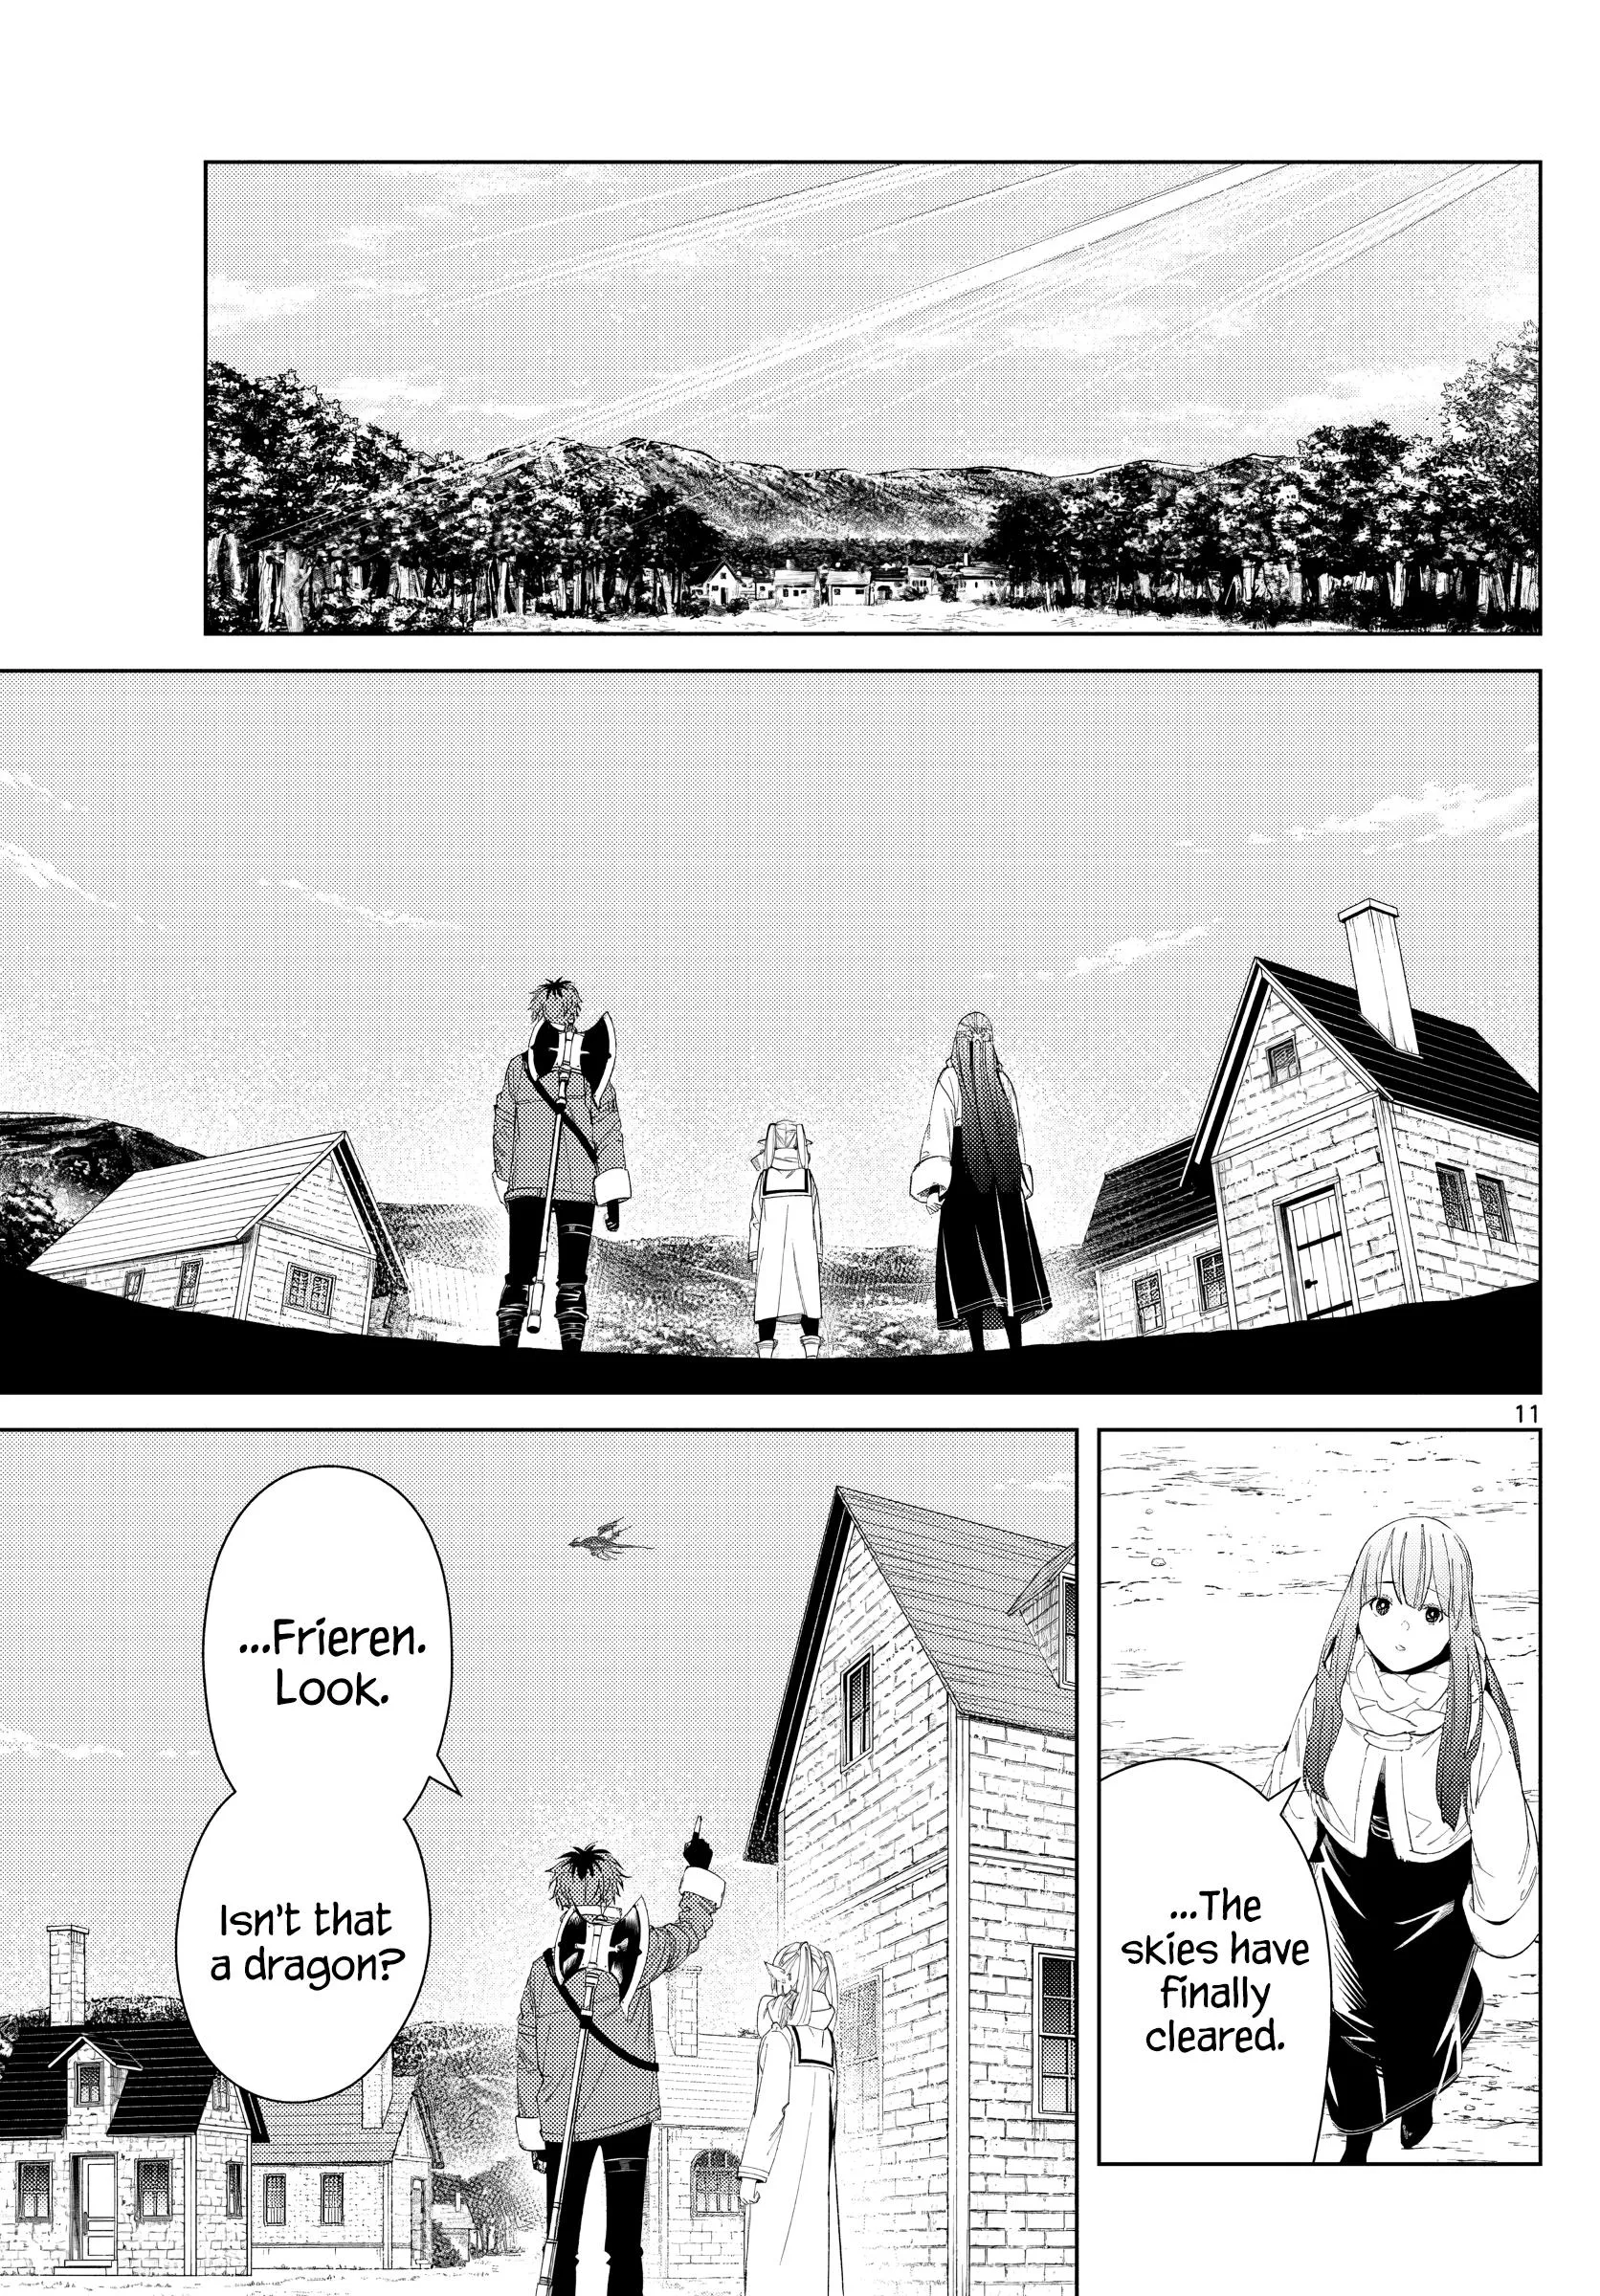 11
...The
skies have
finally
cleared.
...Frieren.
Look.
Isn't that
a dragon?